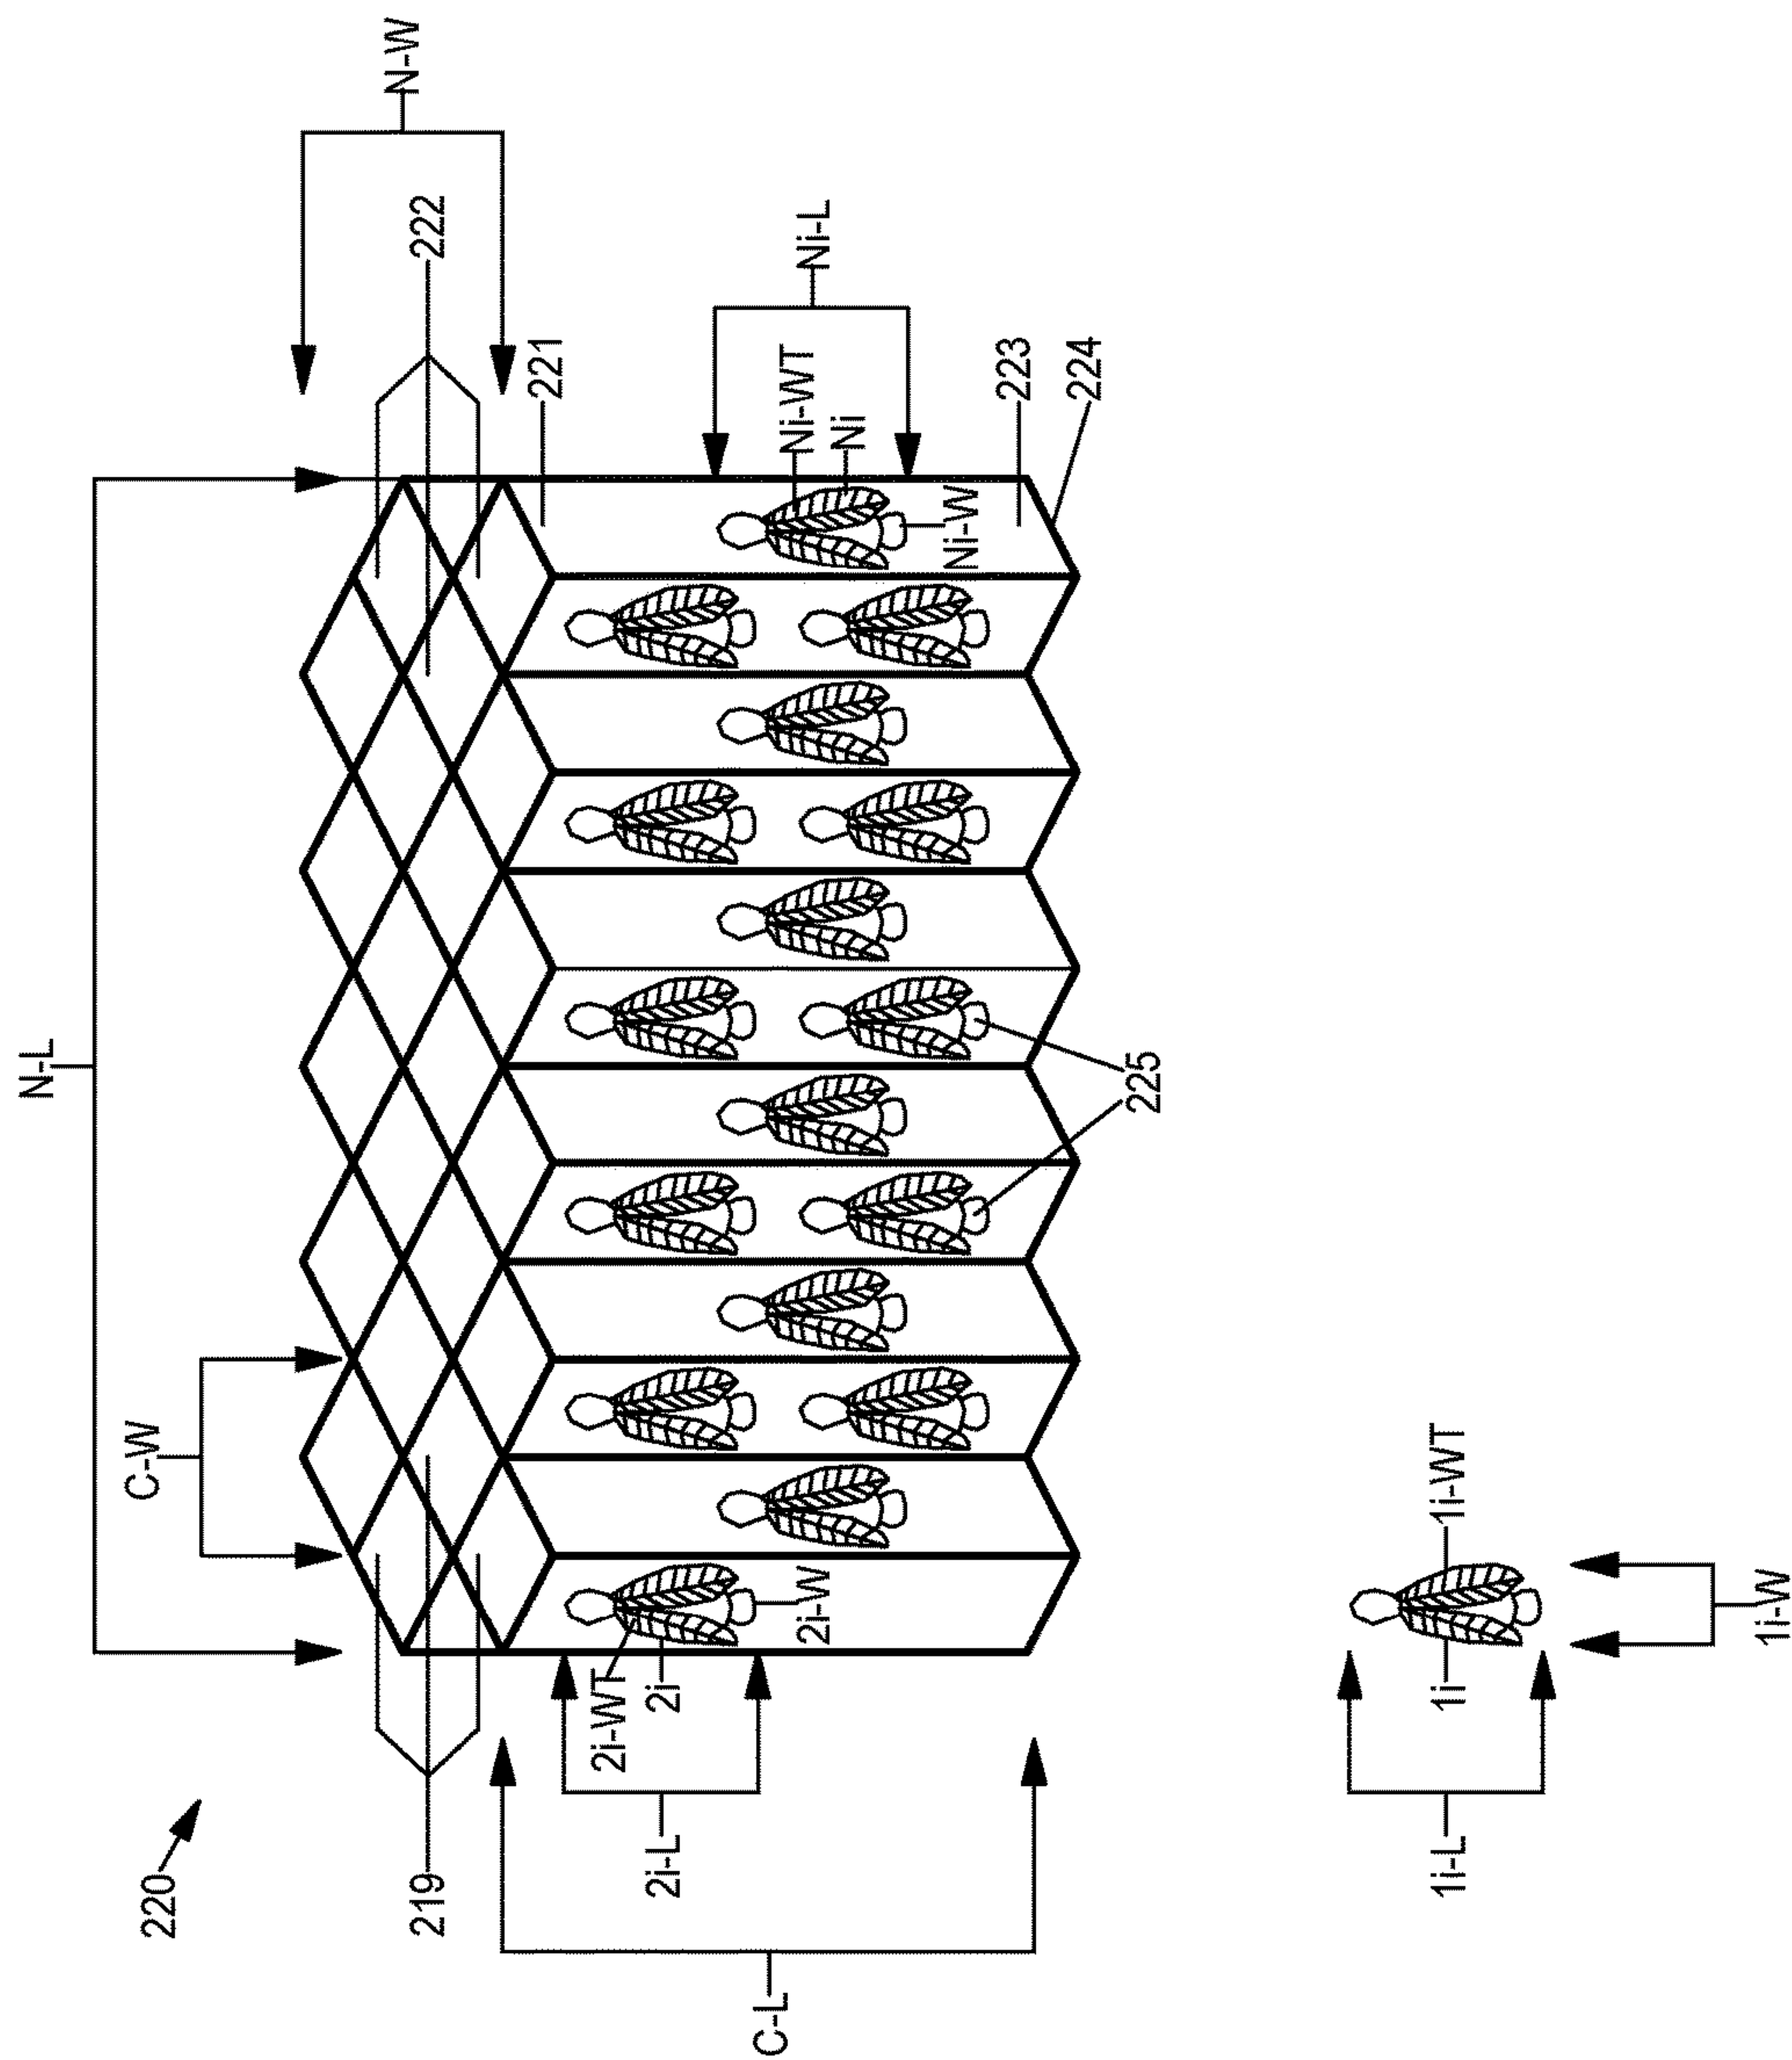 N-L
N-W
C-W
222
221
Ni-L
Ni-WT
Ni
Ni-W
223
224
220
219
2i-WT
2i
2i-W
2i-L
C-L
225
1i-WT
1i
1i-L
1i-W